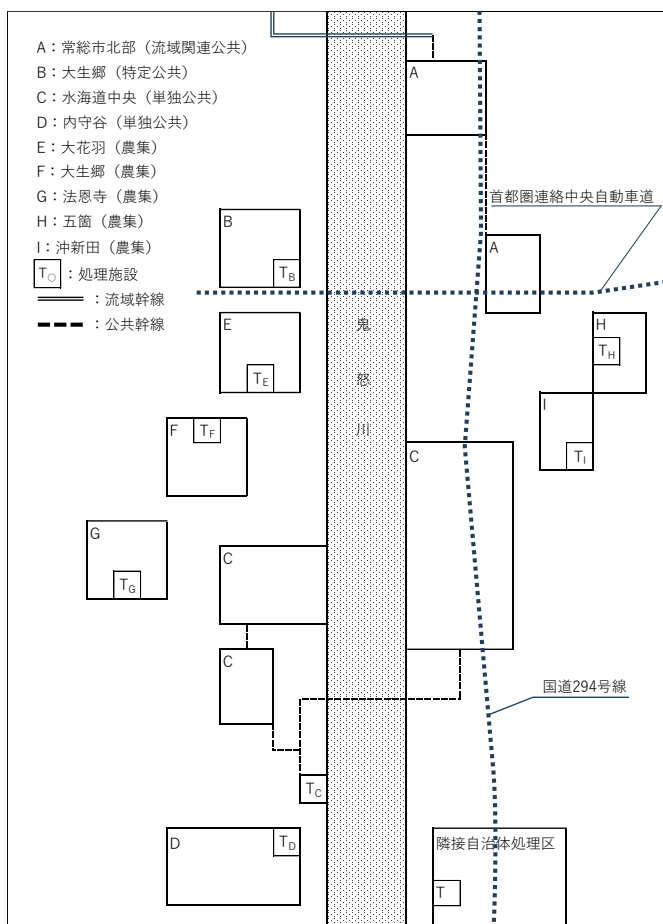 A：常総市北部（流域関連公共）
B：大生郷（特定公共）
C：水海道中央（単独公共）
D：内守谷（単独公共）
E：大花羽（農集）
F：大生郷（農集）
G：法恩寺（農集）
H：五箇（農集）
I：沖新田（農集）
T○：処理施設
：流域幹線
：公共幹線
A
首都圏連絡中央自動車道
B
A
TB
E
鬼怒川
H
TH
TE
I
F
TF
C
TI
G
C
TG
C
国道294号線
TC
D
TD
隣接自治体処理区
T